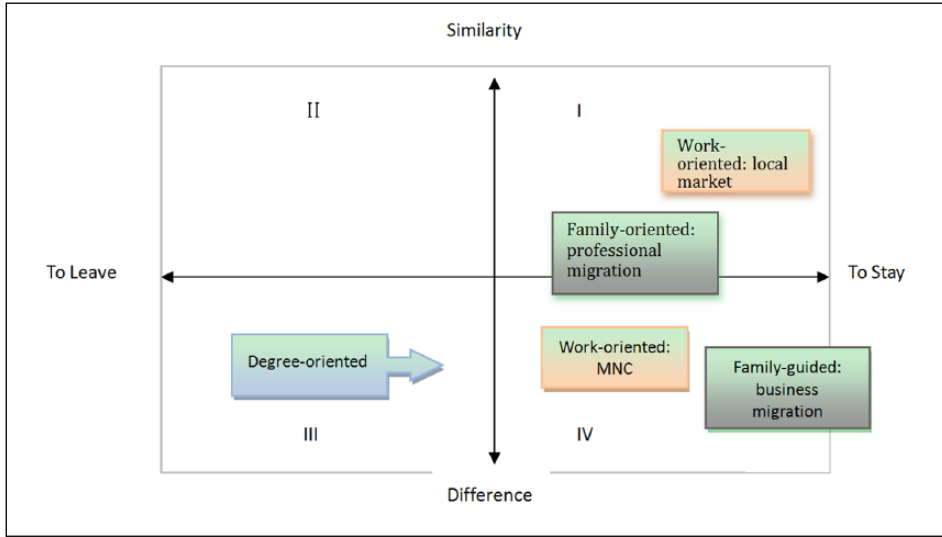 Similarity
II
I
Work-
oriented: local
market
Family-oriented:
professional
migration
To Leave
To Stay
Degree-oriented
Work-oriented:
MNC
Family-guided:
business
migration
III
IV
Difference